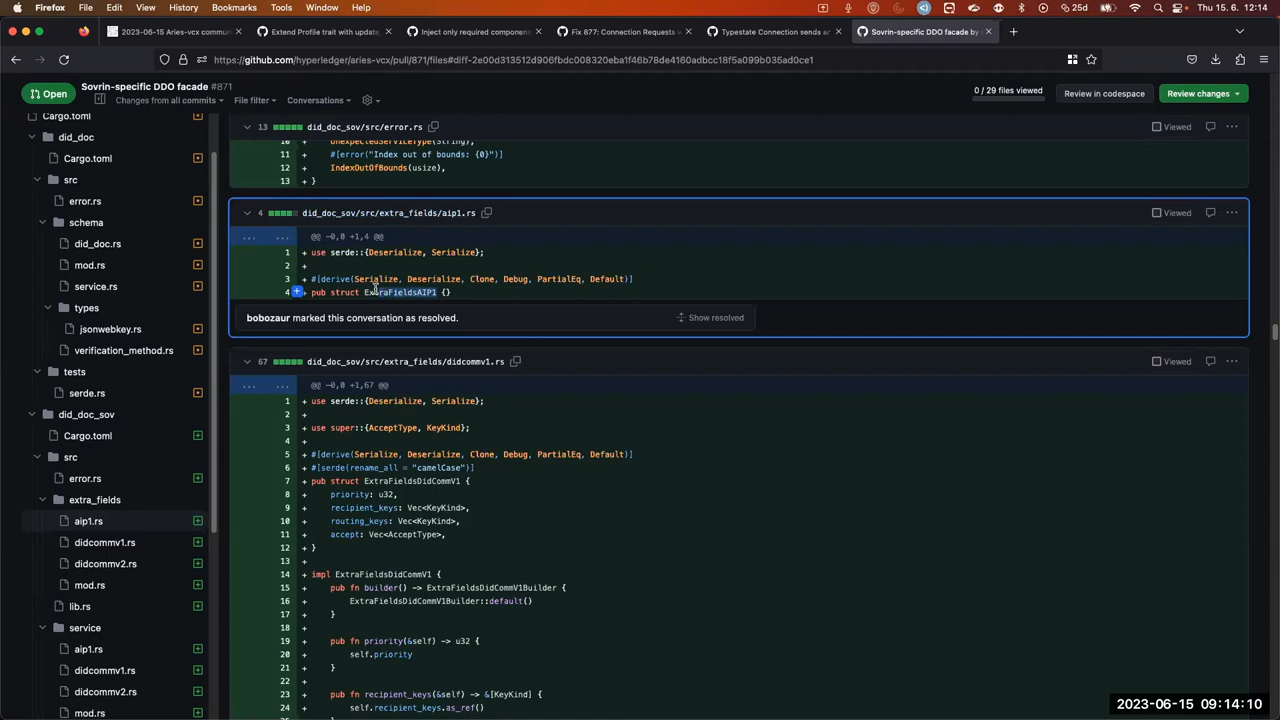 Firefox File Edit View History Bookmarks Tools Window Help 25d Thu 15. 6. 12:14
2023-06-15 Aries-vcx commun
Extend Profile trait with update_
Inject only required componen
Fix 877: Connection Requests v
Typestate Connection sends an
Sovrin-specific DDO facade by
https://github.com/hyperledger/aries-vcx/pull/871/files#diff-2e00d313512d906fbdc008320eba1f46b78de4160adbcc18f5a099b035ad0ce1
Open
Sovrin-specific DDO facade #871
Changes from all commits File filter Conversations
0 / 29 files viewed
Review in codespace
Review changes
Cargo.toml
did_doc
Cargo.toml
src
error.rs
schema
did_doc.rs
mod.rs
service.rs
types
jsonwebkey.rs
verification_method.rs
tests
serde.rs
did_doc_sov
Cargo.toml
src
error.rs
extra_fields
aip1.rs
didcommv1.rs
didcommv2.rs
mod.rs
lib.rs
service
aip1.rs
didcommv1.rs
didcommv2.rs
mod.rs
13 did_doc_sov/src/error.rs Viewed
10 + UnexpectedServiceType(String),
11 + #[error("Index out of bounds: {0}")]
12 + IndexOutOfBounds(usize),
13 + }
4 did_doc_sov/src/extra_fields/aip1.rs Viewed
... ... @@ -0,0 +1,4 @@
1 + use serde::{Deserialize, Serialize};
2 +
3 + #[derive(Serialize, Deserialize, Clone, Debug, PartialEq, Default)]
4 + pub struct ExtraFieldsAIP1 {}
bobozaur marked this conversation as resolved. Show resolved
67 did_doc_sov/src/extra_fields/didcommv1.rs Viewed
... ... @@ -0,0 +1,67 @@
1 + use serde::{Deserialize, Serialize};
2 +
3 + use super::{AcceptType, KeyKind};
4 +
5 + #[derive(Serialize, Deserialize, Clone, Debug, PartialEq, Default)]
6 + #[serde(rename_all = "camelCase")]
7 + pub struct ExtraFieldsDidCommV1 {
8 + priority: u32,
9 + recipient_keys: Vec<KeyKind>,
10 + routing_keys: Vec<KeyKind>,
11 + accept: Vec<AcceptType>,
12 + }
13 +
14 + impl ExtraFieldsDidCommV1 {
15 + pub fn builder() -> ExtraFieldsDidCommV1Builder {
16 + ExtraFieldsDidCommV1Builder::default()
17 + }
18 +
19 + pub fn priority(&self) -> u32 {
20 + self.priority
21 + }
22 +
23 + pub fn recipient_keys(&self) -> &[KeyKind] {
24 + self.recipient_keys.as_ref()
2023-06-15 09:14:10